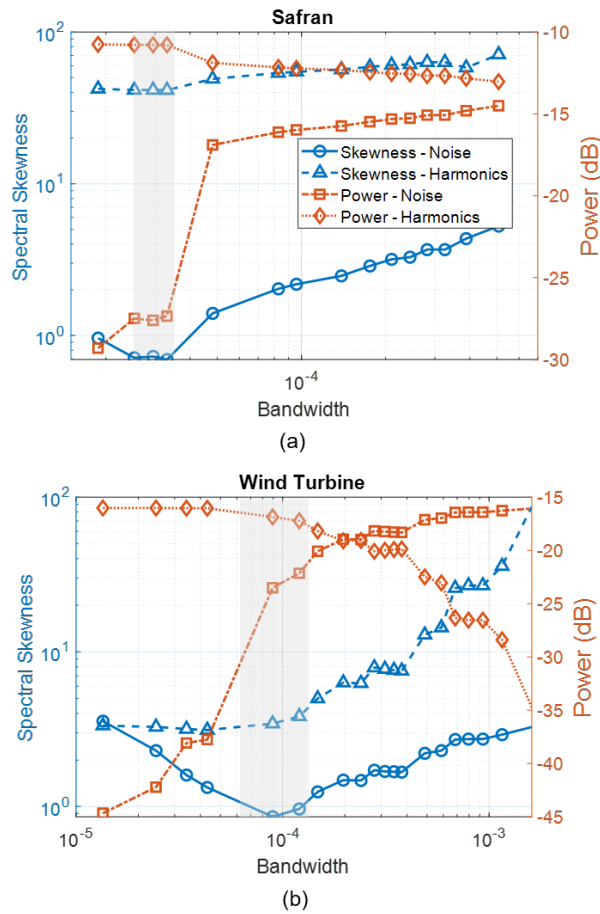 Safran
10^2
10^1
10^0
Spectral Skewness
-10
-15
-20
-25
-30
Power (dB)
Skewness - Noise
Skewness - Harmonics
Power - Noise
Power - Harmonics
10^-4
Bandwidth
(a)
Wind Turbine
10^2
10^1
10^0
Spectral Skewness
-15
-20
-25
-30
-35
-40
-45
Power (dB)
10^-5
10^-4
10^-3
Bandwidth
(b)